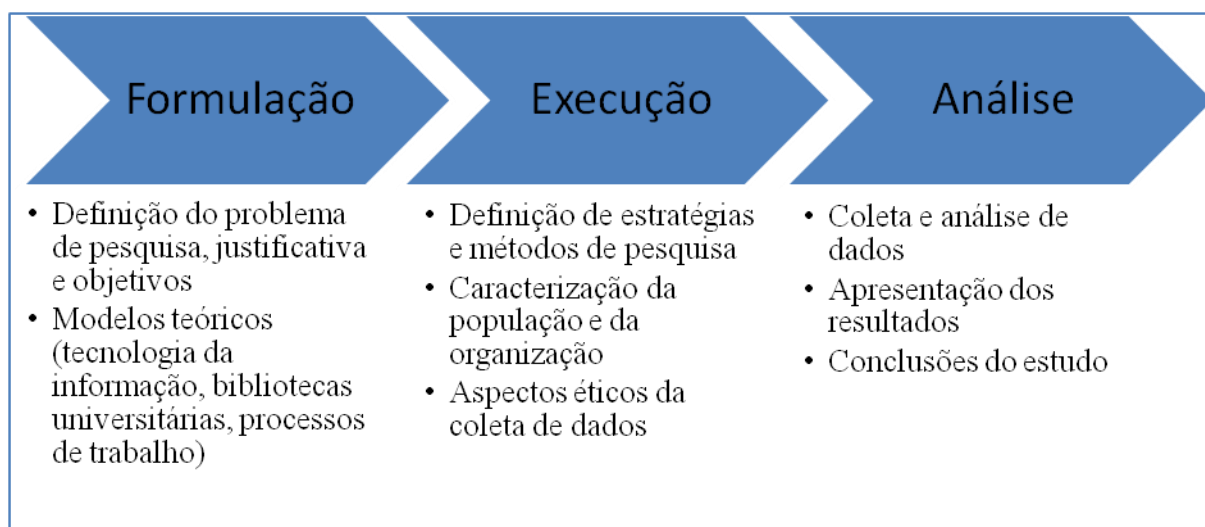 Formulação
Execução
Análise
• Definição do problema
de pesquisa, justificativa
e objetivos
• Modelos teóricos
(tecnologia da
informação, bibliotecas
universitárias, processos
de trabalho)
• Definição de estratégias
e métodos de pesquisa
• Caracterização da
população e da
organização
• Aspectos éticos da
coleta de dados
• Coleta e análise de
dados
• Apresentação dos
resultados
• Conclusões do estudo